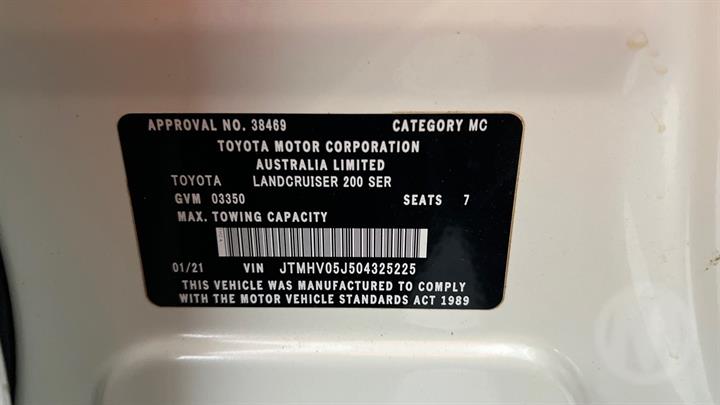 APPROVAL NO. 38469 CATEGORY MC
TOYOTA MOTOR CORPORATION
AUSTRALIA LIMITED
TOYOTA LANDCRUISER 200 SER
GVM 03350 SEATS 7
MAX. TOWING CAPACITY
01/21 VIN JTMHV05J504325225
THIS VEHICLE WAS MANUFACTURED TO COMPLY
WITH THE MOTOR VEHICLE STANDARDS ACT 1989